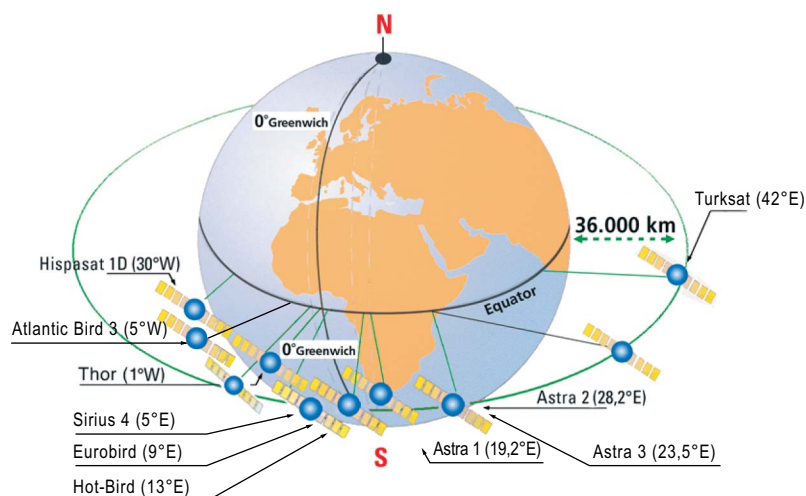 N
0°Greenwich
Turksat (42°E)
36.000 km
Hispasat 1D (30°W)
Equator
Atlantic Bird 3 (5°W)
0°Greenwich
Thor (1°W)
Astra 2 (28,2°E)
Sirius 4 (5°E)
Eurobird (9°E)
S
Astra 1 (19,2°E)
Astra 3 (23,5°E)
Hot-Bird (13°E)